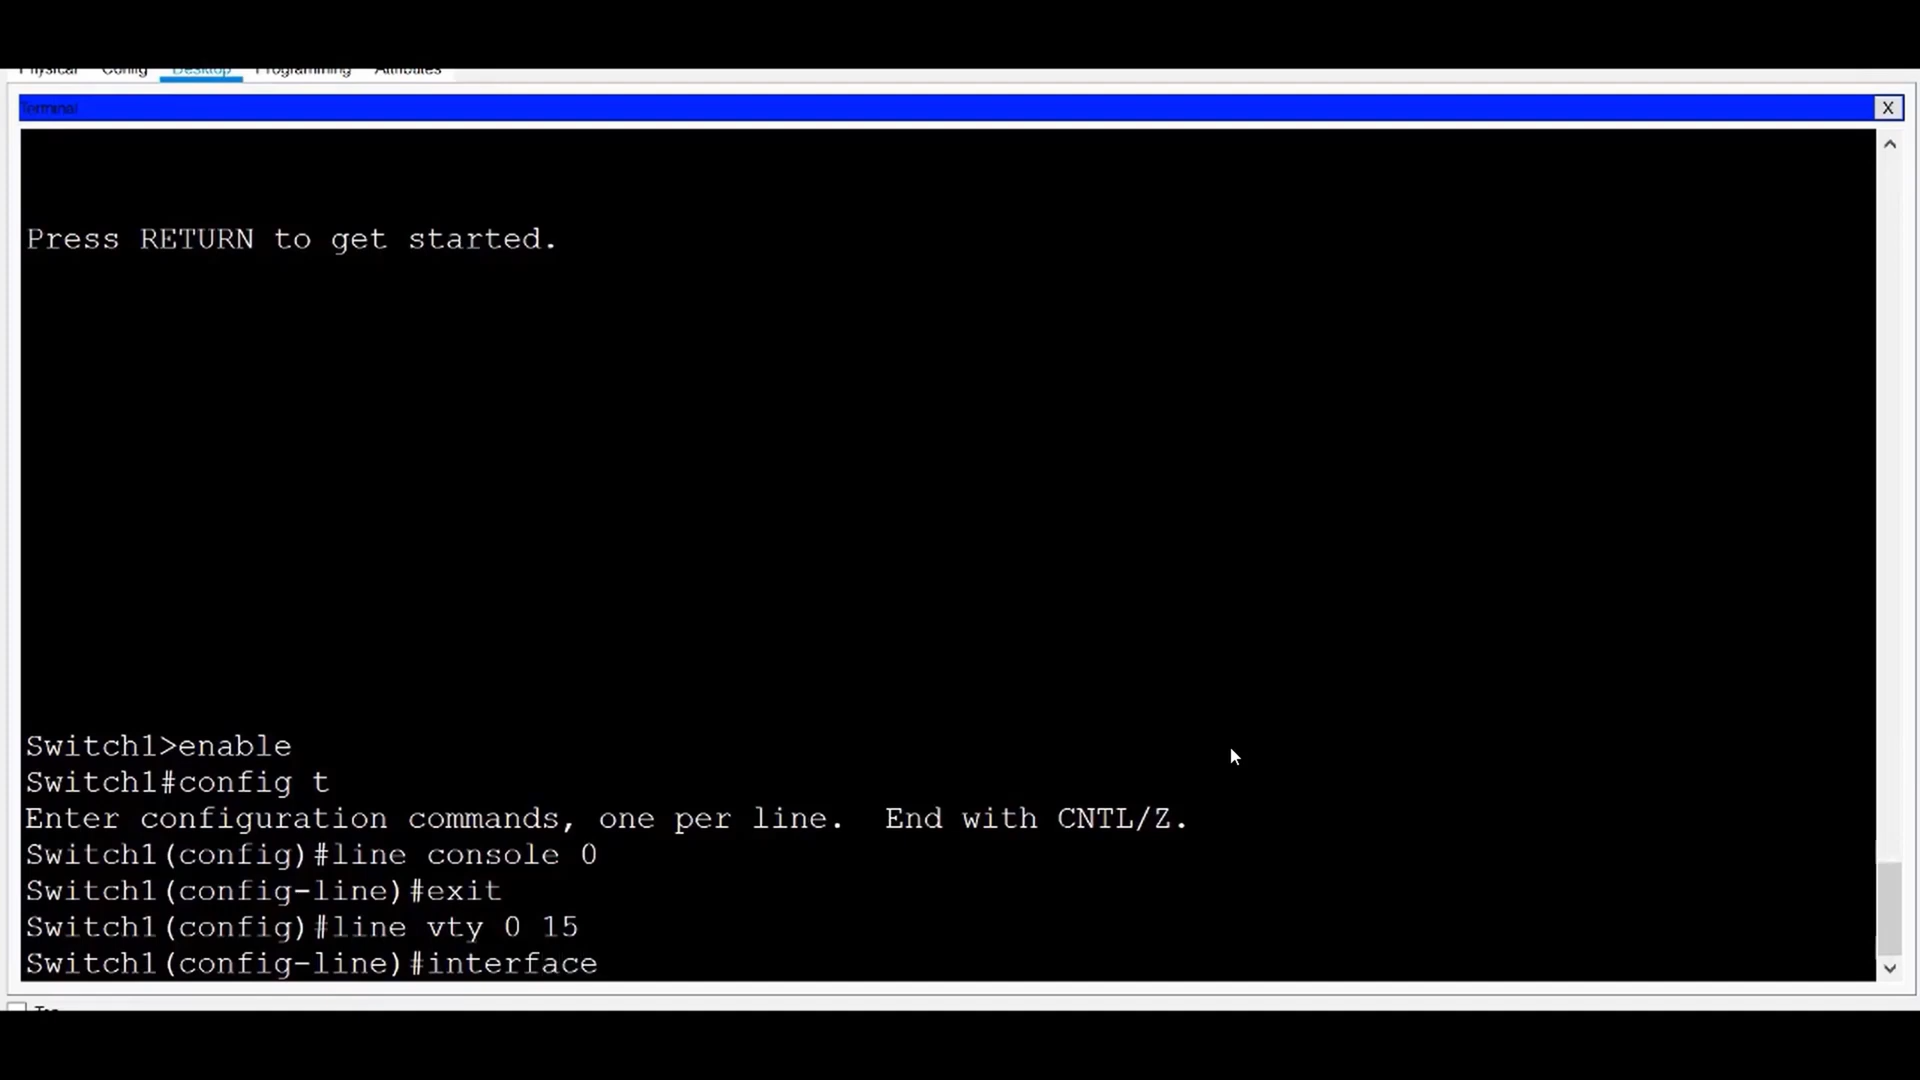 Physical Config Desktop Programming Attributes
Terminal
X
Press RETURN to get started.
Switch1>enable
Switch1#config t
Enter configuration commands, one per line.  End with CNTL/Z.
Switch1(config)#line console 0
Switch1(config-line)#exit
Switch1(config)#line vty 0 15
Switch1(config-line)#interface
Top